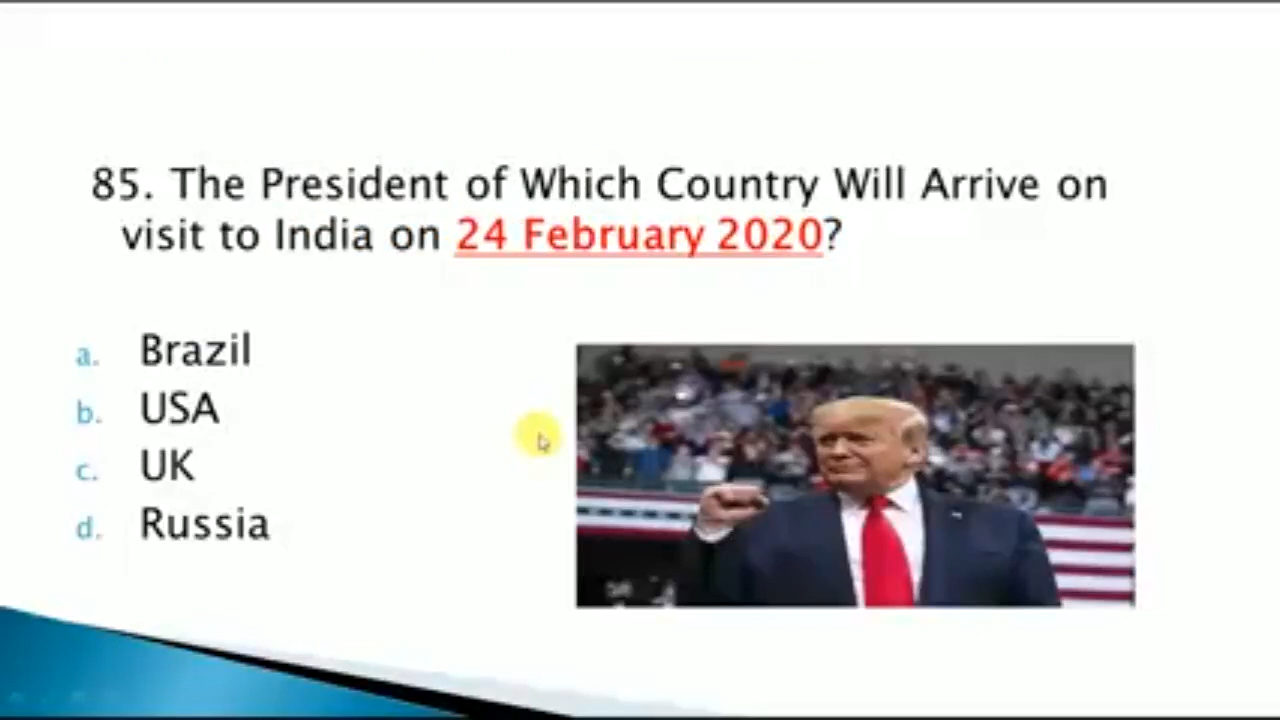 85. The President of Which Country Will Arrive on
visit to India on 24 February 2020?
a. Brazil
b. USA
c. UK
d. Russia